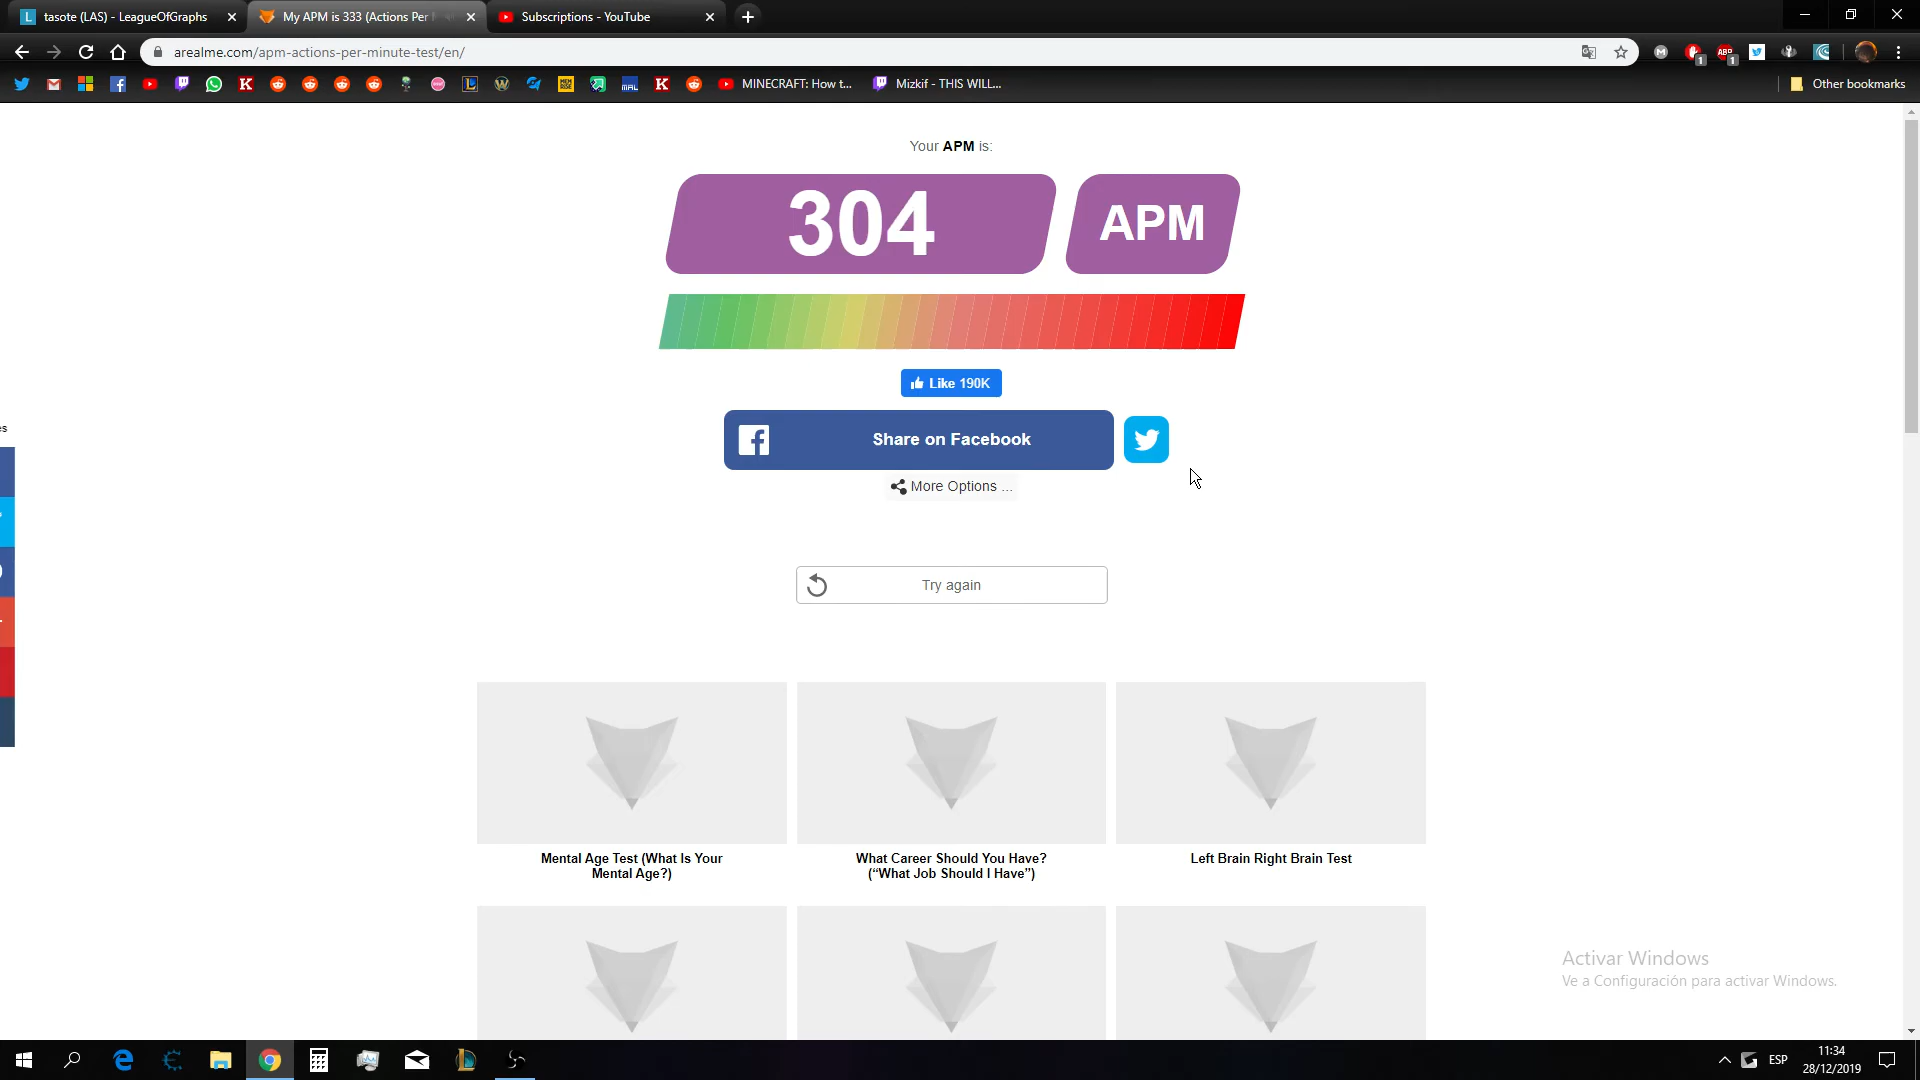 tasote (LAS) - LeagueOfGraphs
My APM is 333 (Actions Per
Subscriptions - YouTube
arealme.com/apm-actions-per-minute-test/en/
MINECRAFT: How t...
Mizkif - THIS WILL...
Other bookmarks
Your APM is:
304
APM
Like 190K
Share on Facebook
More Options ...
Try again
Mental Age Test (What Is Your
Mental Age?)
What Career Should You Have?
(“What Job Should I Have”)
Left Brain Right Brain Test
Activar Windows
Ve a Configuración para activar Windows.
ESP
11:34
28/12/2019